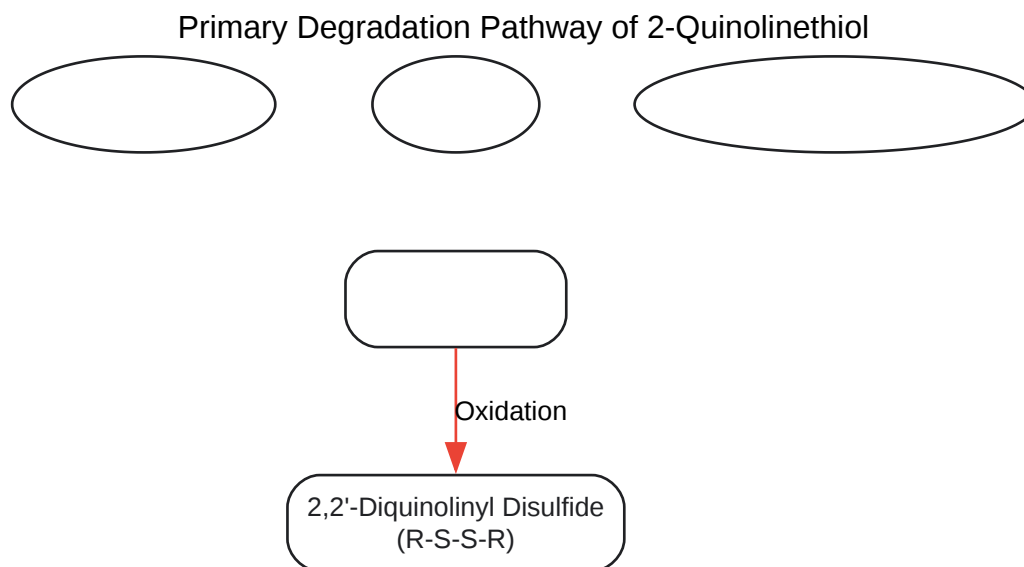 Primary Degradation Pathway of 2-Quinolinethiol
Oxidation
2,2'-Diquinolinyl Disulfide
(R-S-S-R)